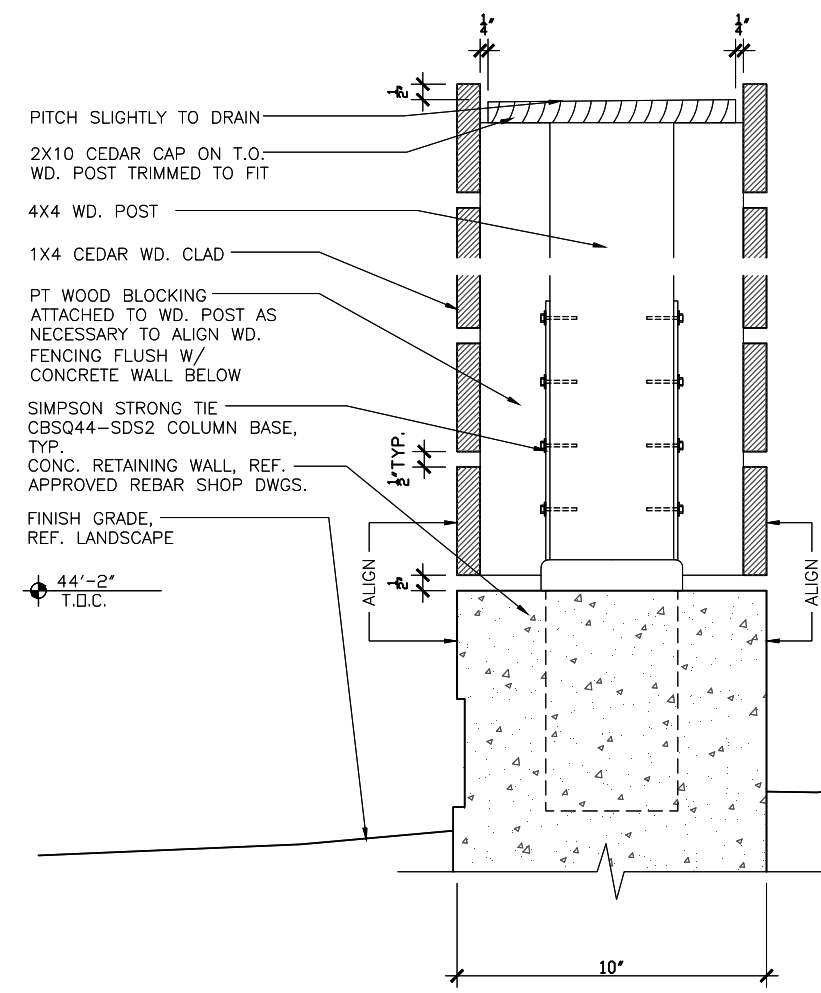 1/4"
1/4"
1/2"
PITCH SLIGHTLY TO DRAIN
2X10 CEDAR CAP ON T.O.
WD. POST TRIMMED TO FIT
4X4 WD. POST
1X4 CEDAR WD. CLAD
PT WOOD BLOCKING
ATTACHED TO WD. POST AS
NECESSARY TO ALIGN WD.
FENCING FLUSH W/
CONCRETE WALL BELOW
SIMPSON STRONG TIE
CBSQ44-SDS2 COLUMN BASE,
TYP.
1/2" TYP.
CONC. RETAINING WALL, REF.
APPROVED REBAR SHOP DWGS.
FINISH GRADE,
REF. LANDSCAPE
44'-2"
T.O.C.
ALIGN
1/2"
ALIGN
10"